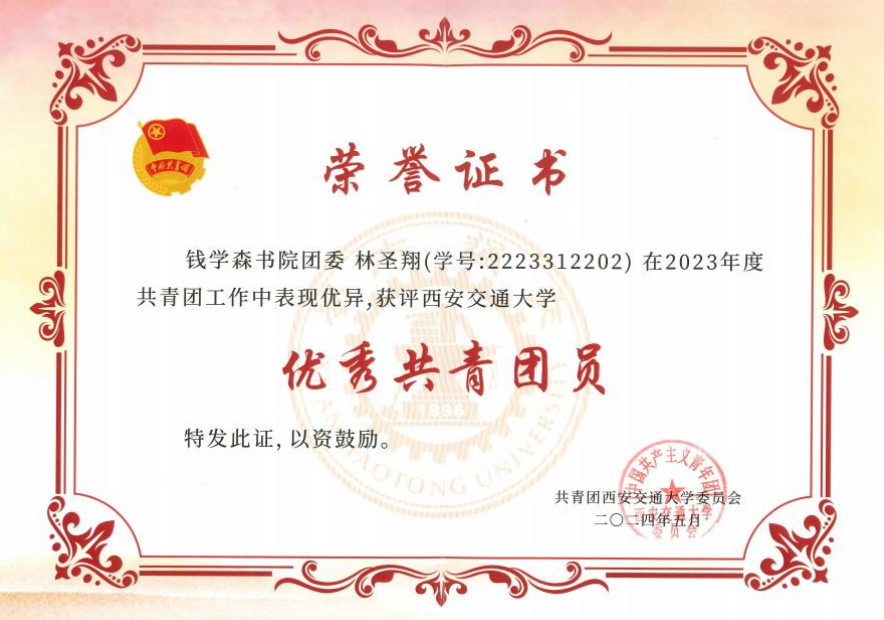 中国共青团
荣誉证书
钱学森书院团委 林圣翔(学号:2223312202) 在2023年度
共青团工作中表现优异,获评西安交通大学
优秀共青团员
特发此证, 以资鼓励。
1896
XI'AN JIAOTONG UNIVERSITY
共青团西安交通大学委员会
二〇二四年五月
中国共产主义青年团
西安交通大学
委员会